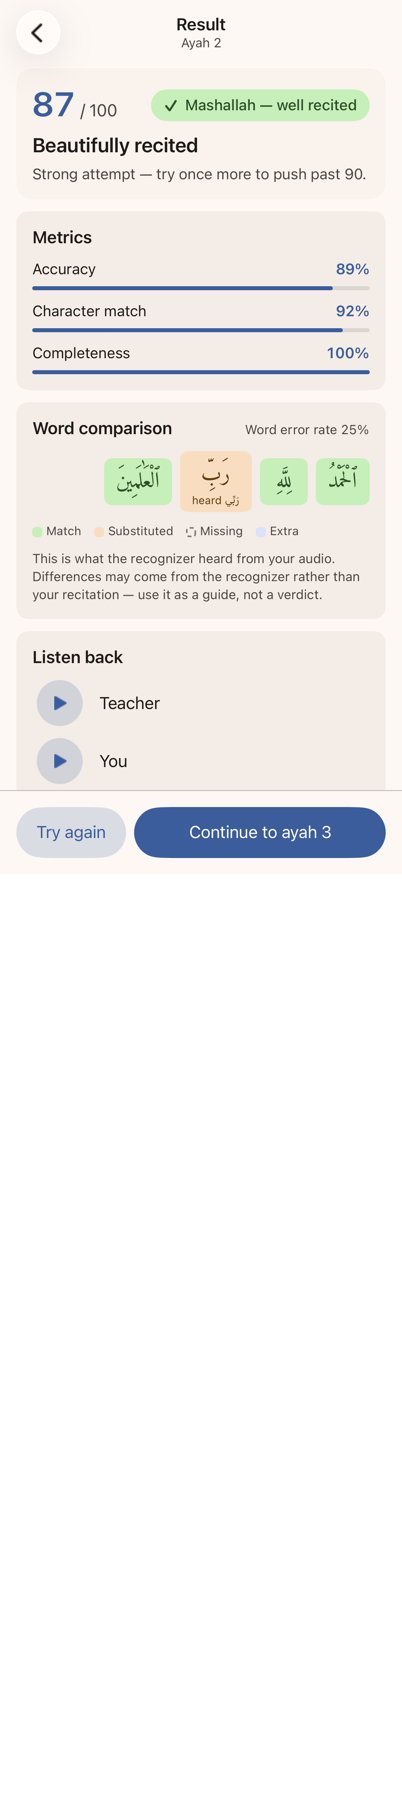 Result
Ayah 2
87 / 100
✓ Mashallah — well recited
Beautifully recited
Strong attempt — try once more to push past 90.
Metrics
Accuracy 89%
Character match 92%
Completeness 100%
Word comparison Word error rate 25%
ٱلْحَمْدُ لِلَّهِ رَبِّ ٱلْعَٰلَمِينَ
heard رَبِّي
Match Substituted Missing Extra
This is what the recognizer heard from your audio.
Differences may come from the recognizer rather than
your recitation — use it as a guide, not a verdict.
Listen back
Teacher
You
Try again Continue to ayah 3